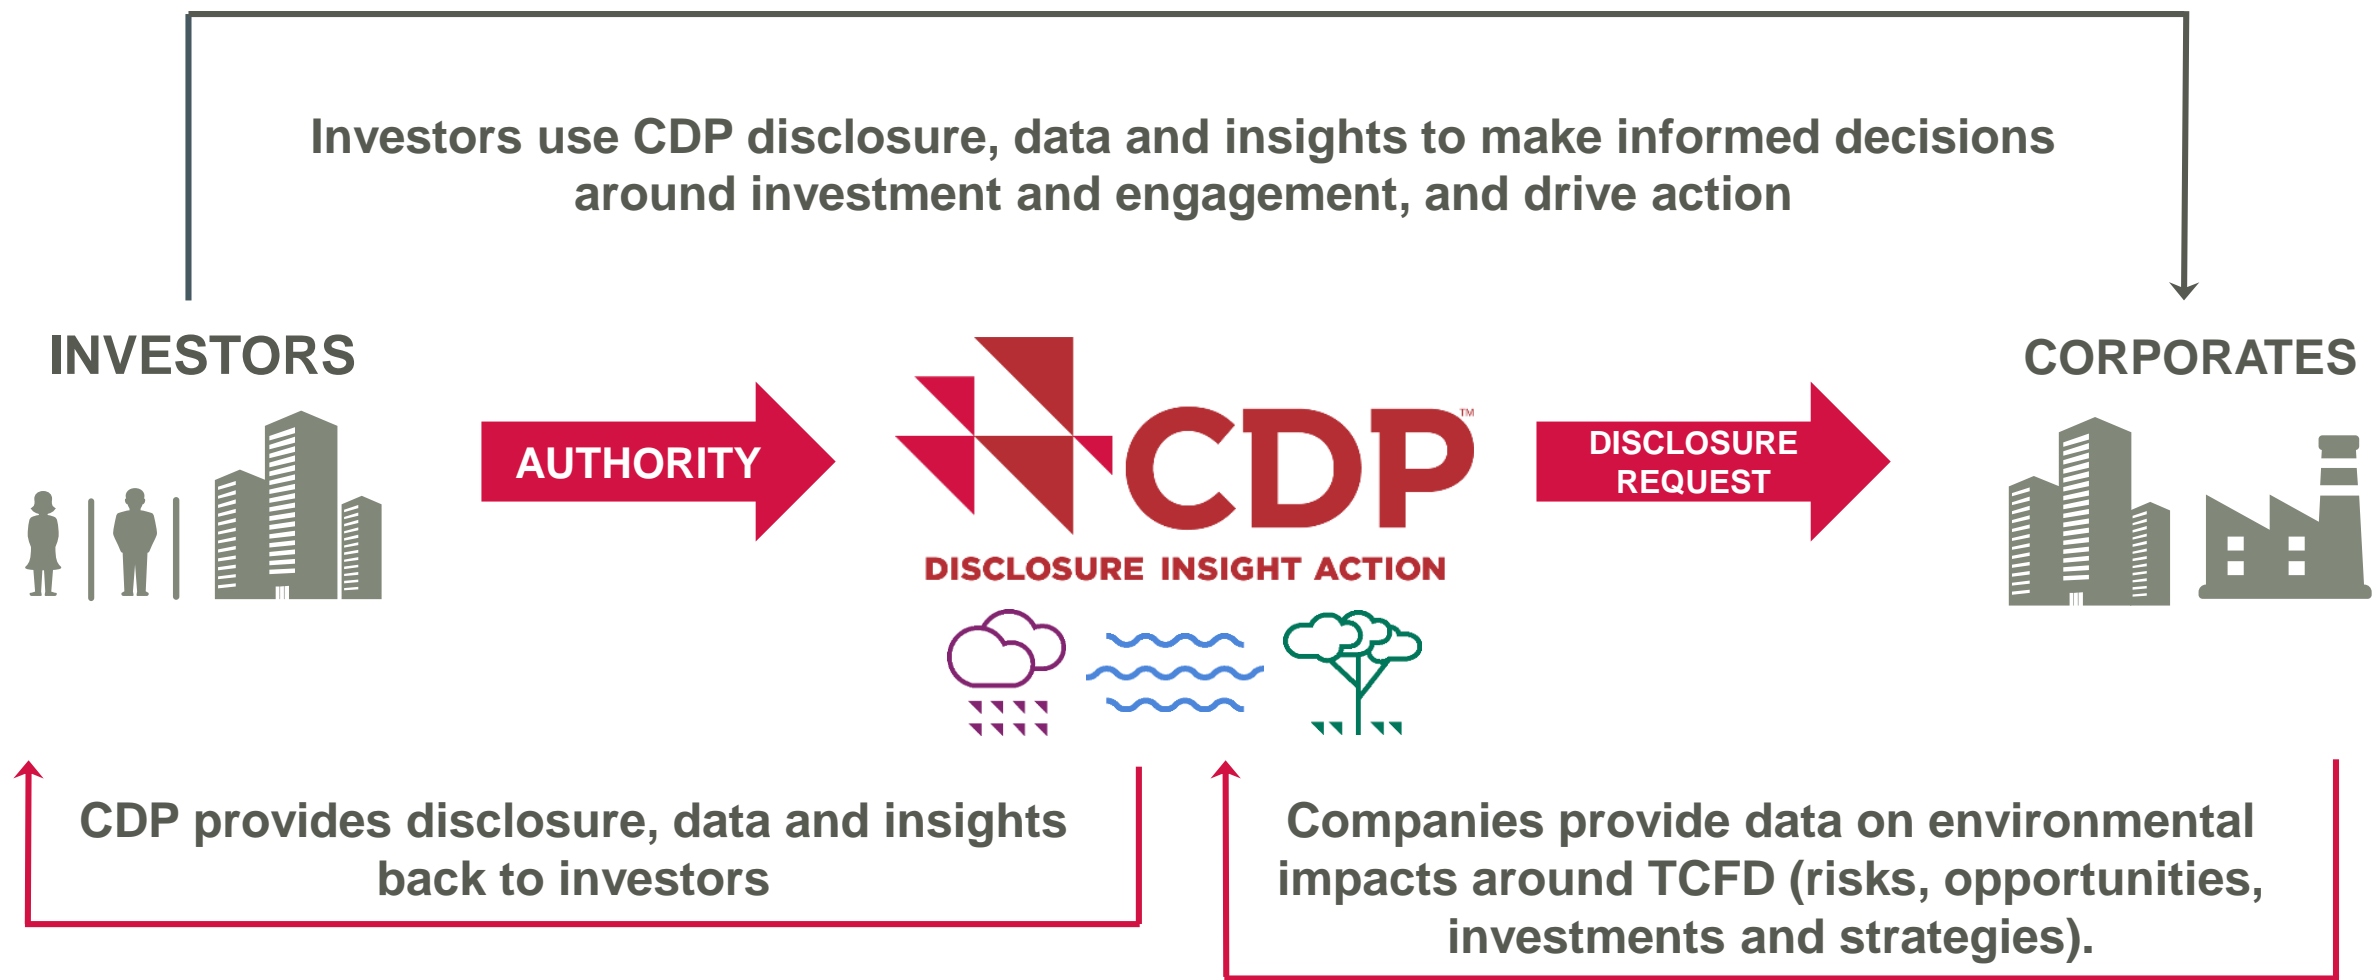 Investors use CDP disclosure, data and insights to make informed decisions
around investment and engagement, and drive action
INVESTORS
CORPORATES
AUTHORITY
CDP™
DISCLOSURE INSIGHT ACTION
DISCLOSURE
REQUEST
CDP provides disclosure, data and insights
back to investors
Companies provide data on environmental
impacts around TCFD (risks, opportunities,
investments and strategies).